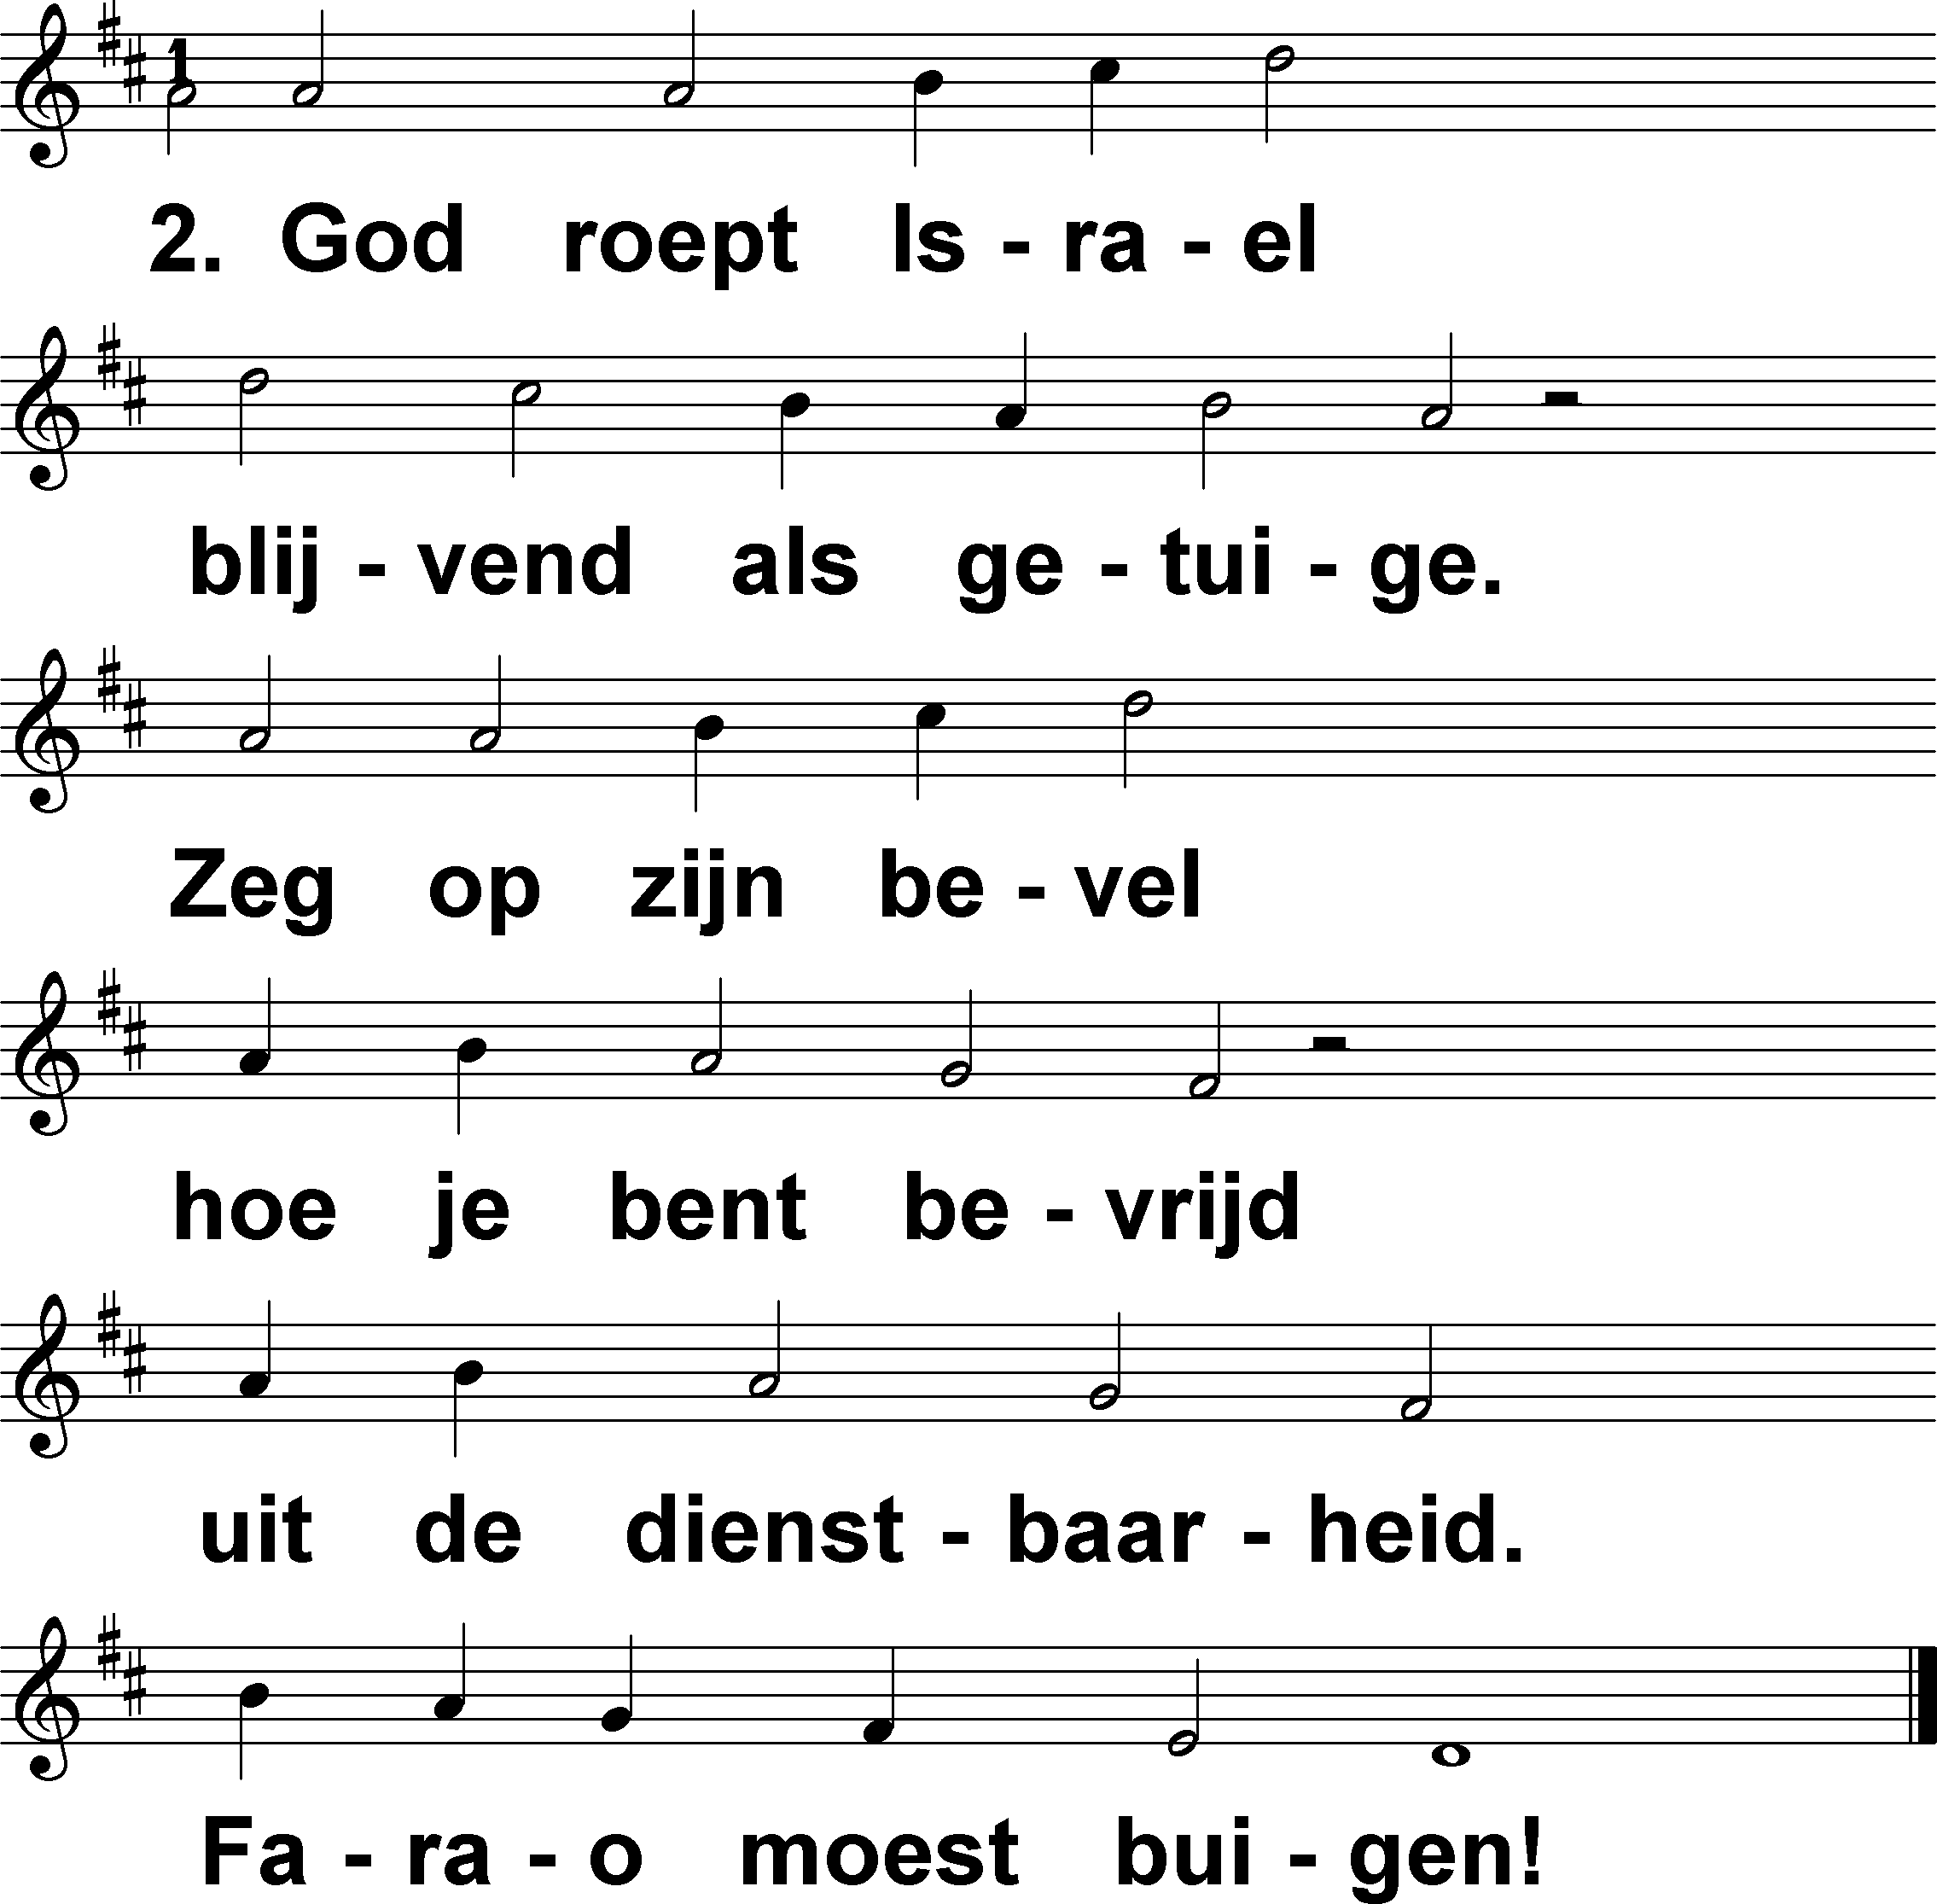 1
2. God roept Is - ra - el
blij - vend als ge - tui - ge.
Zeg op zijn be - vel
hoe je bent be - vrijd
uit de dienst - baar - heid.
Fa - ra - o moest bui - gen!